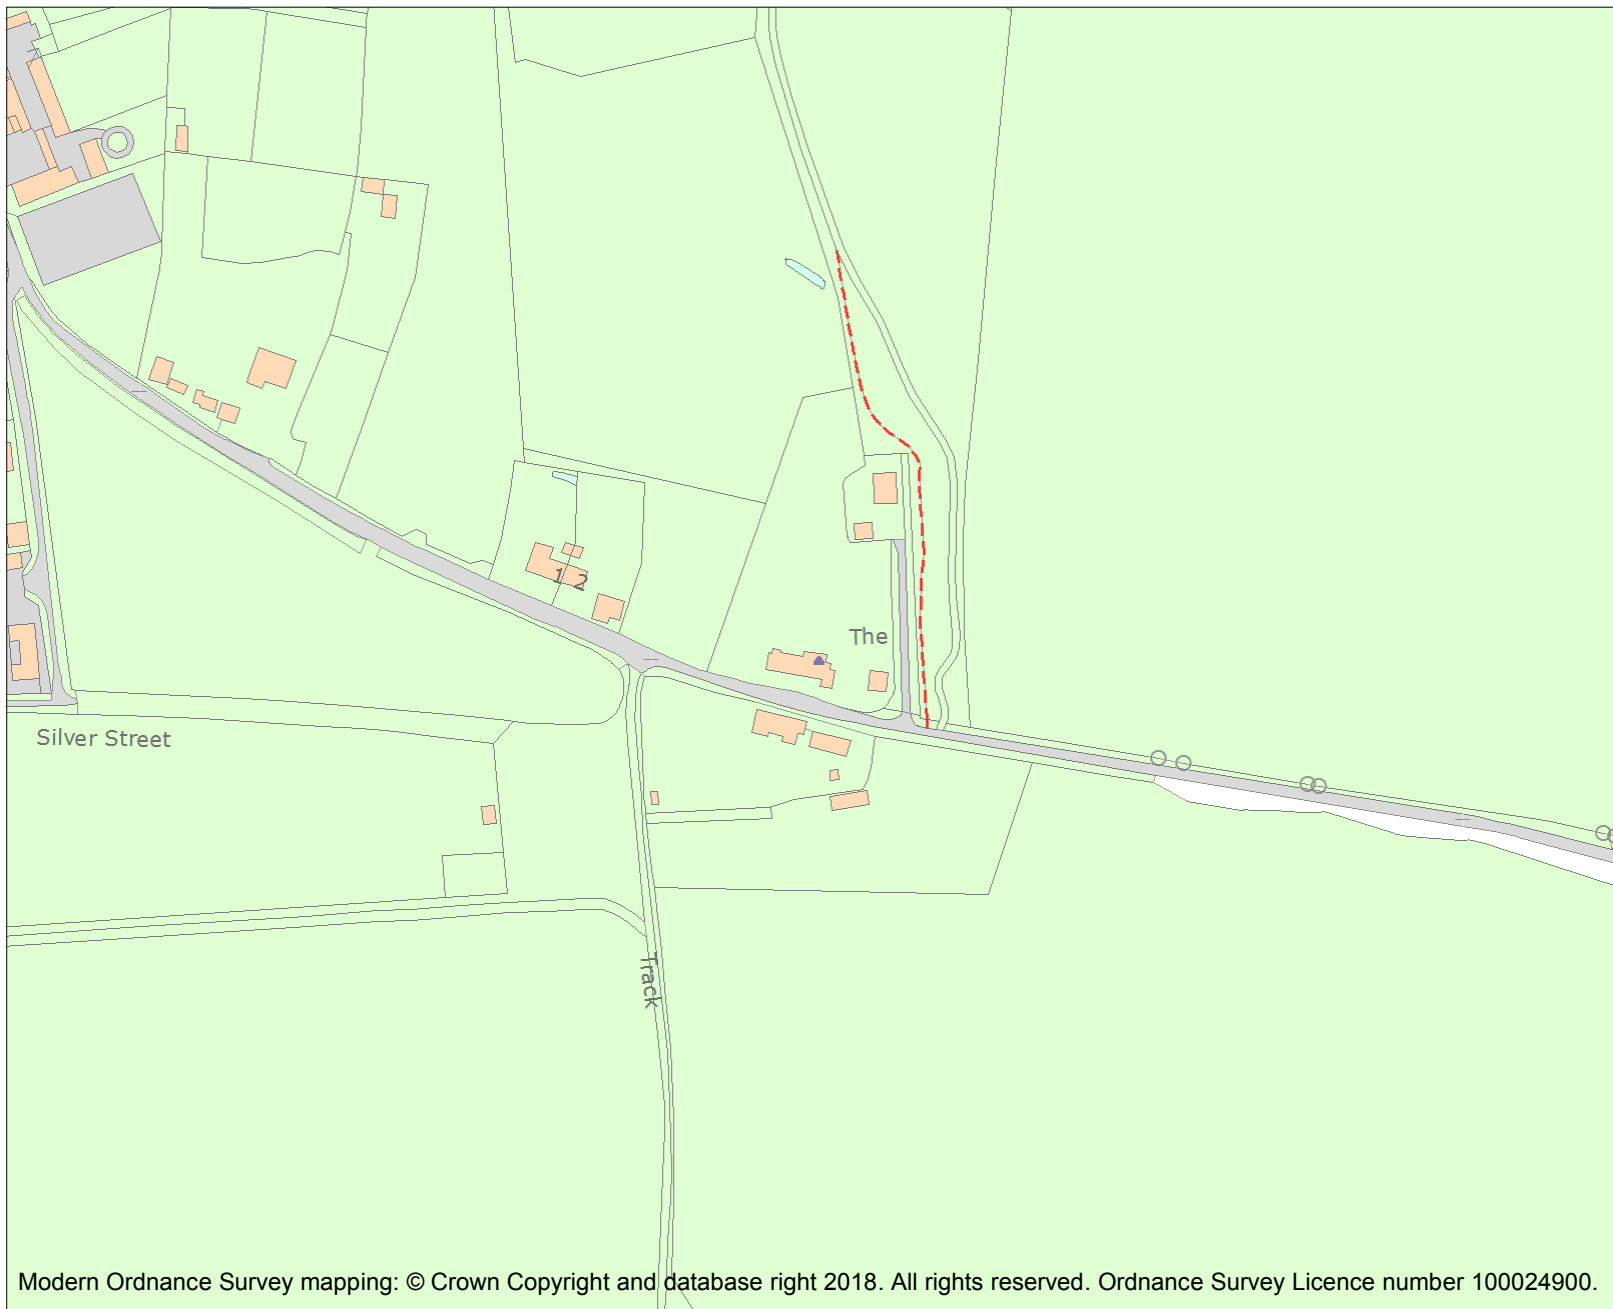 1 2
The
Silver Street
Track
Modern Ordnance Survey mapping: © Crown Copyright and database right 2018. All rights reserved. Ordnance Survey Licence number 100024900.